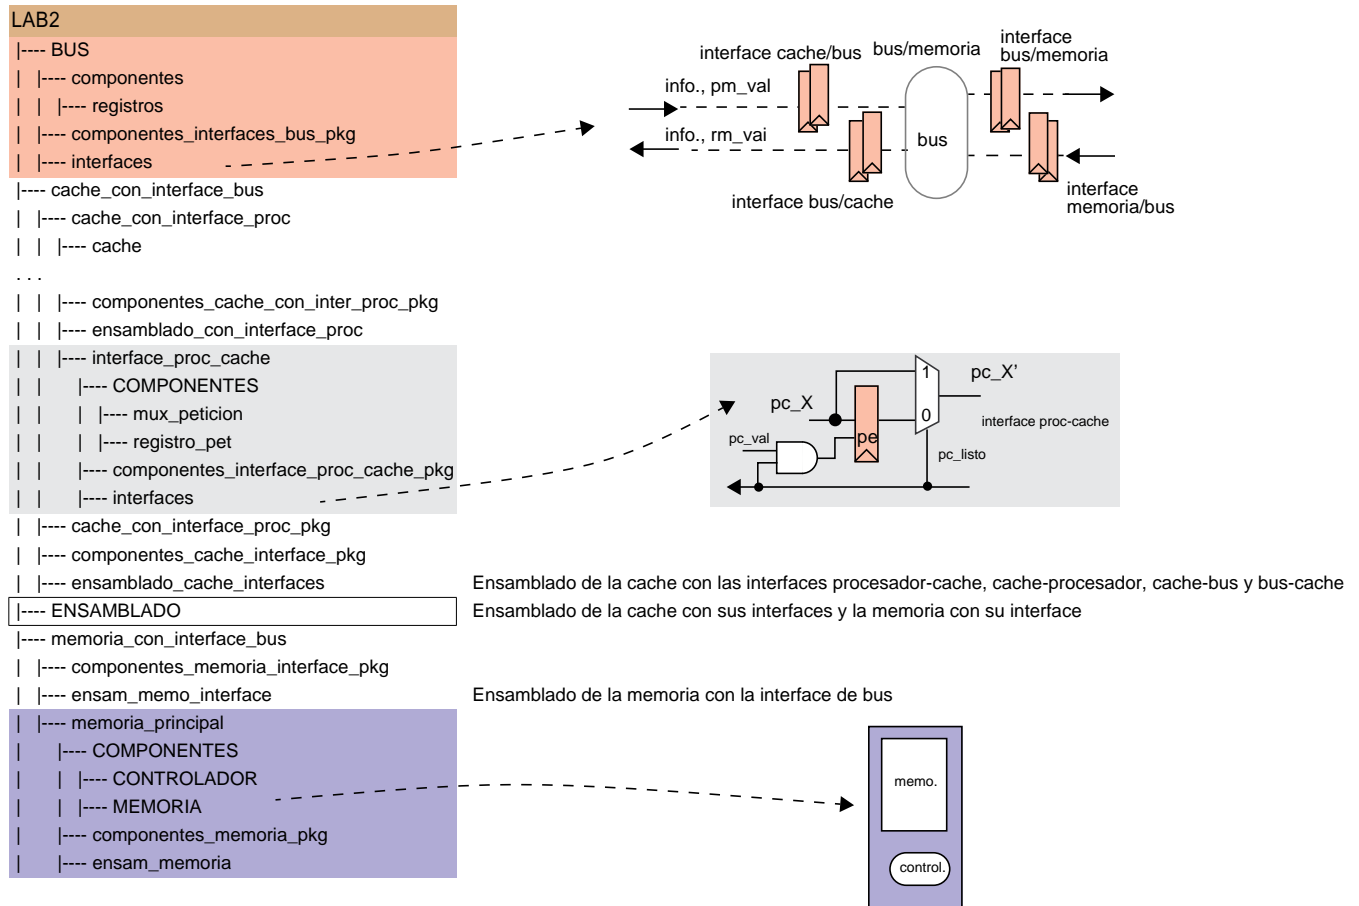 LAB2
|---- BUS
| |---- componentes
| | |---- registros
| |---- componentes_interfaces_bus_pkg
| |---- interfaces
|---- cache_con_interface_bus
| |---- cache_con_interface_proc
| | |---- cache
. . .
| | |---- componentes_cache_con_inter_proc_pkg
| | |---- ensamblado_con_interface_proc
| | |---- interface_proc_cache
| | |---- COMPONENTES
| | | |---- mux_peticion
| | | |---- registro_pet
| | |---- componentes_interface_proc_cache_pkg
| | |---- interfaces
| |---- cache_con_interface_proc_pkg
| |---- componentes_cache_interface_pkg
| |---- ensamblado_cache_interfaces
Ensamblado de la cache con las interfaces procesador-cache, cache-procesador, cache-bus y bus-cache
|---- ENSAMBLADO
Ensamblado de la cache con sus interfaces y la memoria con su interface
|---- memoria_con_interface_bus
| |---- componentes_memoria_interface_pkg
| |---- ensam_memo_interface
Ensamblado de la memoria con la interface de bus
| |---- memoria_principal
| |---- COMPONENTES
| | |---- CONTROLADOR
| | |---- MEMORIA
| |---- componentes_memoria_pkg
| |---- ensam_memoria
interface cache/bus
bus/memoria
interface
bus/memoria
info., pm_val
info., rm_vai
bus
interface bus/cache
interface
memoria/bus
pc_X
pc_val
pe
1
0
pc_X’
interface proc-cache
pc_listo
memo.
control.